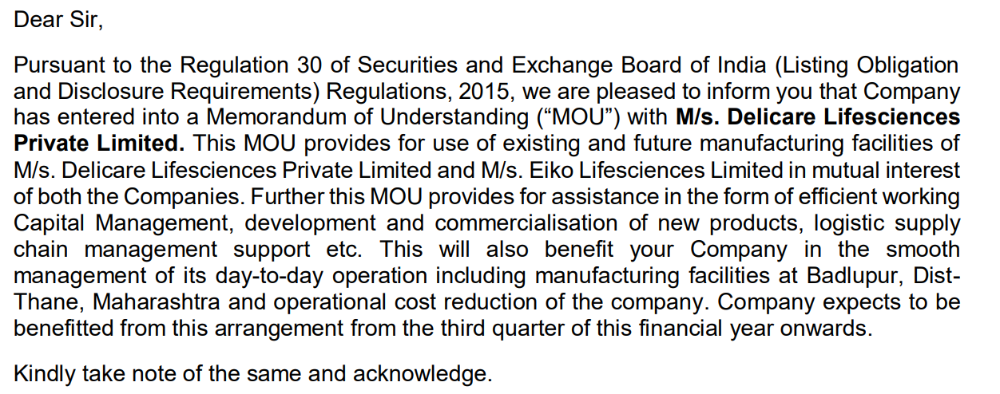 Dear Sir,
Pursuant to the Regulation 30 of Securities and Exchange Board of India (Listing Obligation
and Disclosure Requirements) Regulations, 2015, we are pleased to inform you that Company
has entered into a Memorandum of Understanding (“MOU”) with M/s. Delicare Lifesciences
Private Limited. This MOU provides for use of existing and future manufacturing facilities of
M/s. Delicare Lifesciences Private Limited and M/s. Eiko Lifesciences Limited in mutual interest
of both the Companies. Further this MOU provides for assistance in the form of efficient working
Capital Management, development and commercialisation of new products, logistic supply
chain management support etc. This will also benefit your Company in the smooth
management of its day-to-day operation including manufacturing facilities at Badlupur, Dist-
Thane, Maharashtra and operational cost reduction of the company. Company expects to be
benefitted from this arrangement from the third quarter of this financial year onwards.
Kindly take note of the same and acknowledge.